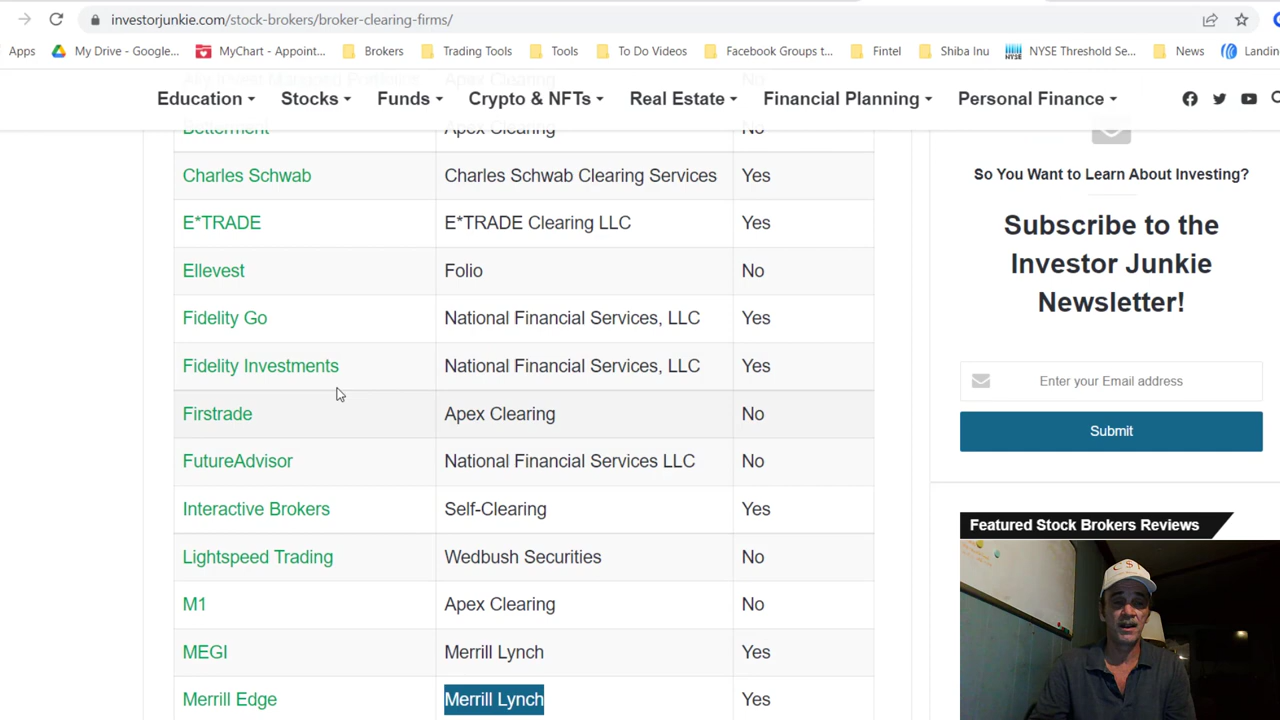 investorjunkie.com/stock-brokers/broker-clearing-firms/
Apps My Drive - Google... MyChart - Appoint... Brokers Trading Tools Tools To Do Videos Facebook Groups t... Fintel Shiba Inu NYSE Threshold Se... News Landin
Education Stocks Funds Crypto & NFTs Real Estate Financial Planning Personal Finance
Betterment Apex Clearing No
Charles Schwab Charles Schwab Clearing Services Yes
E*TRADE E*TRADE Clearing LLC Yes
Ellevest Folio No
Fidelity Go National Financial Services, LLC Yes
Fidelity Investments National Financial Services, LLC Yes
Firstrade Apex Clearing No
FutureAdvisor National Financial Services LLC No
Interactive Brokers Self-Clearing Yes
Lightspeed Trading Wedbush Securities No
M1 Apex Clearing No
MEGI Merrill Lynch Yes
Merrill Edge Merrill Lynch Yes
So You Want to Learn About Investing?
Subscribe to the
Investor Junkie
Newsletter!
Enter your Email address
Submit
Featured Stock Brokers Reviews